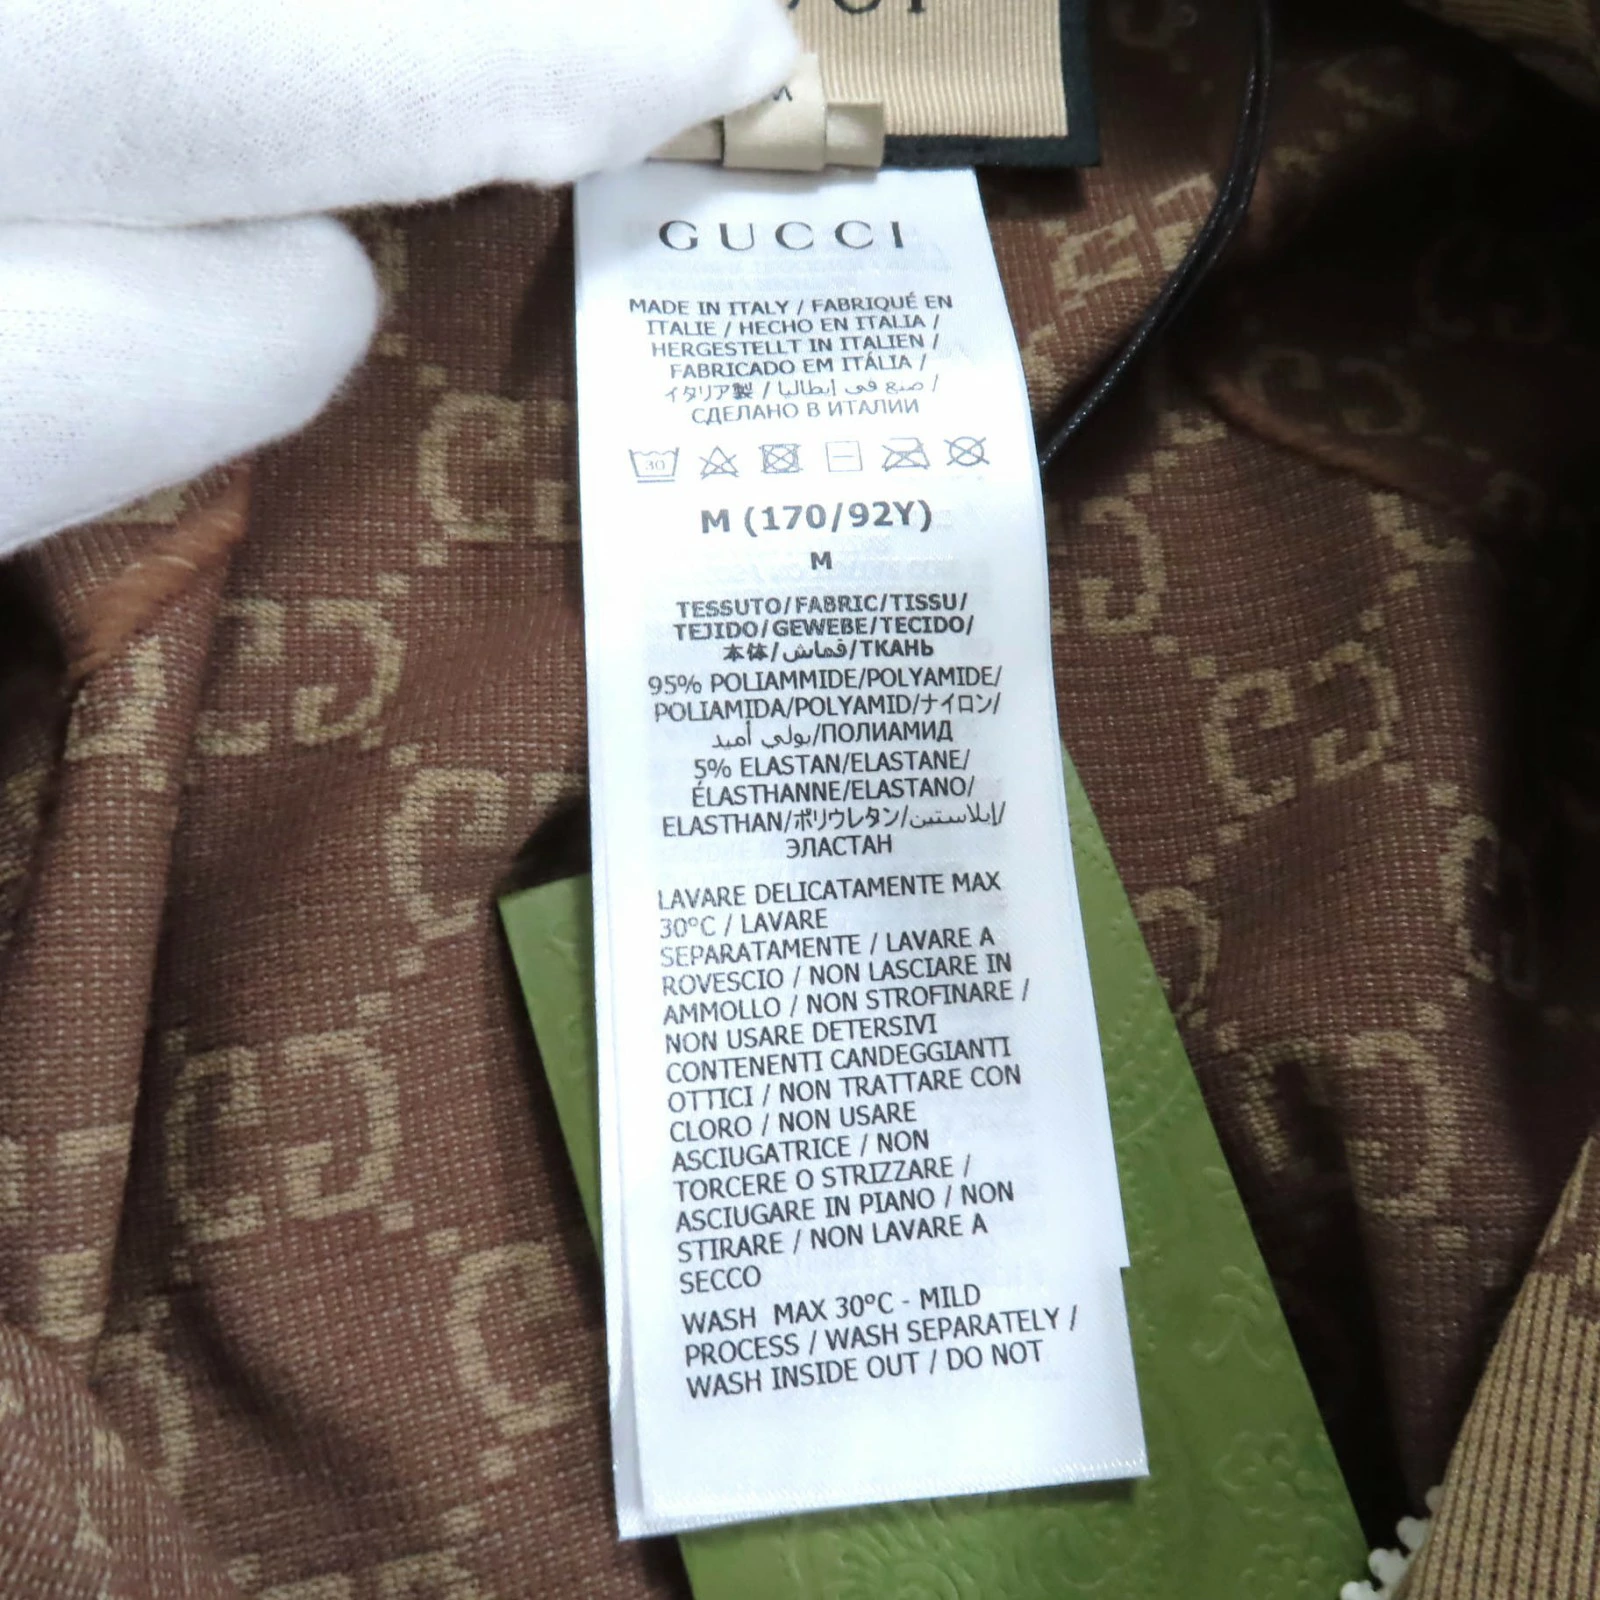 GUCCI
MADE IN ITALY / FABRIQUÉ EN
ITALIE / HECHO EN ITALIA /
HERGESTELLT IN ITALIEN /
FABRICADO EM ITÁLIA /
イタリア製 / صنع في إيطاليا /
СДЕЛАНО В ИТАЛИИ
30
M (170/92Y)
M
TESSUTO/FABRIC/TISSU/
TEJIDO/GEWEBE/TECIDO/
本体/قماش/ТКАНЬ
95% POLIAMMIDE/POLYAMIDE/
POLIAMIDA/POLYAMID/ナイロン/
بولي أميد/ПОЛИАМИД
5% ELASTAN/ELASTANE/
ÉLASTHANNE/ELASTANO/
ELASTHAN/ポリウレタン/إيلاستين/
ЭЛАСТАН
LAVARE DELICATAMENTE MAX
30°C / LAVARE
SEPARATAMENTE / LAVARE A
ROVESCIO / NON LASCIARE IN
AMMOLLO / NON STROFINARE /
NON USARE DETERSIVI
CONTENENTI CANDEGGIANTI
OTTICI / NON TRATTARE CON
CLORO / NON USARE
ASCIUGATRICE / NON
TORCERE O STRIZZARE /
ASCIUGARE IN PIANO / NON
STIRARE / NON LAVARE A
SECCO
WASH MAX 30°C - MILD
PROCESS / WASH SEPARATELY /
WASH INSIDE OUT / DO NOT